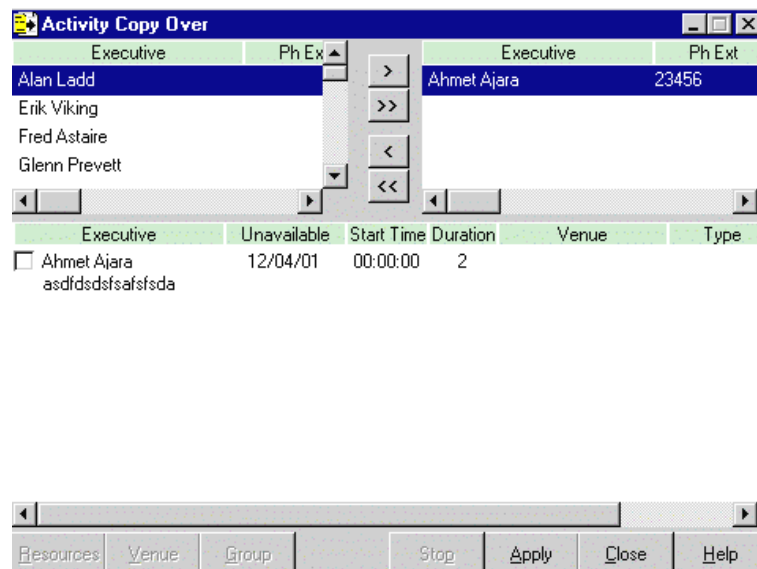 Activity Copy Over
Executive Ph Ex
Alan Ladd
Erik Viking
Fred Astaire
Glenn Prevett
>
>>
<
<<
Executive Ph Ext
Ahmet Ajara 23456
Executive Unavailable Start Time Duration Venue Type
Ahmet Ajara 12/04/01 00:00:00 2
asdfdsdsfsafsfsda
Resources Venue Group Stop Apply Close Help